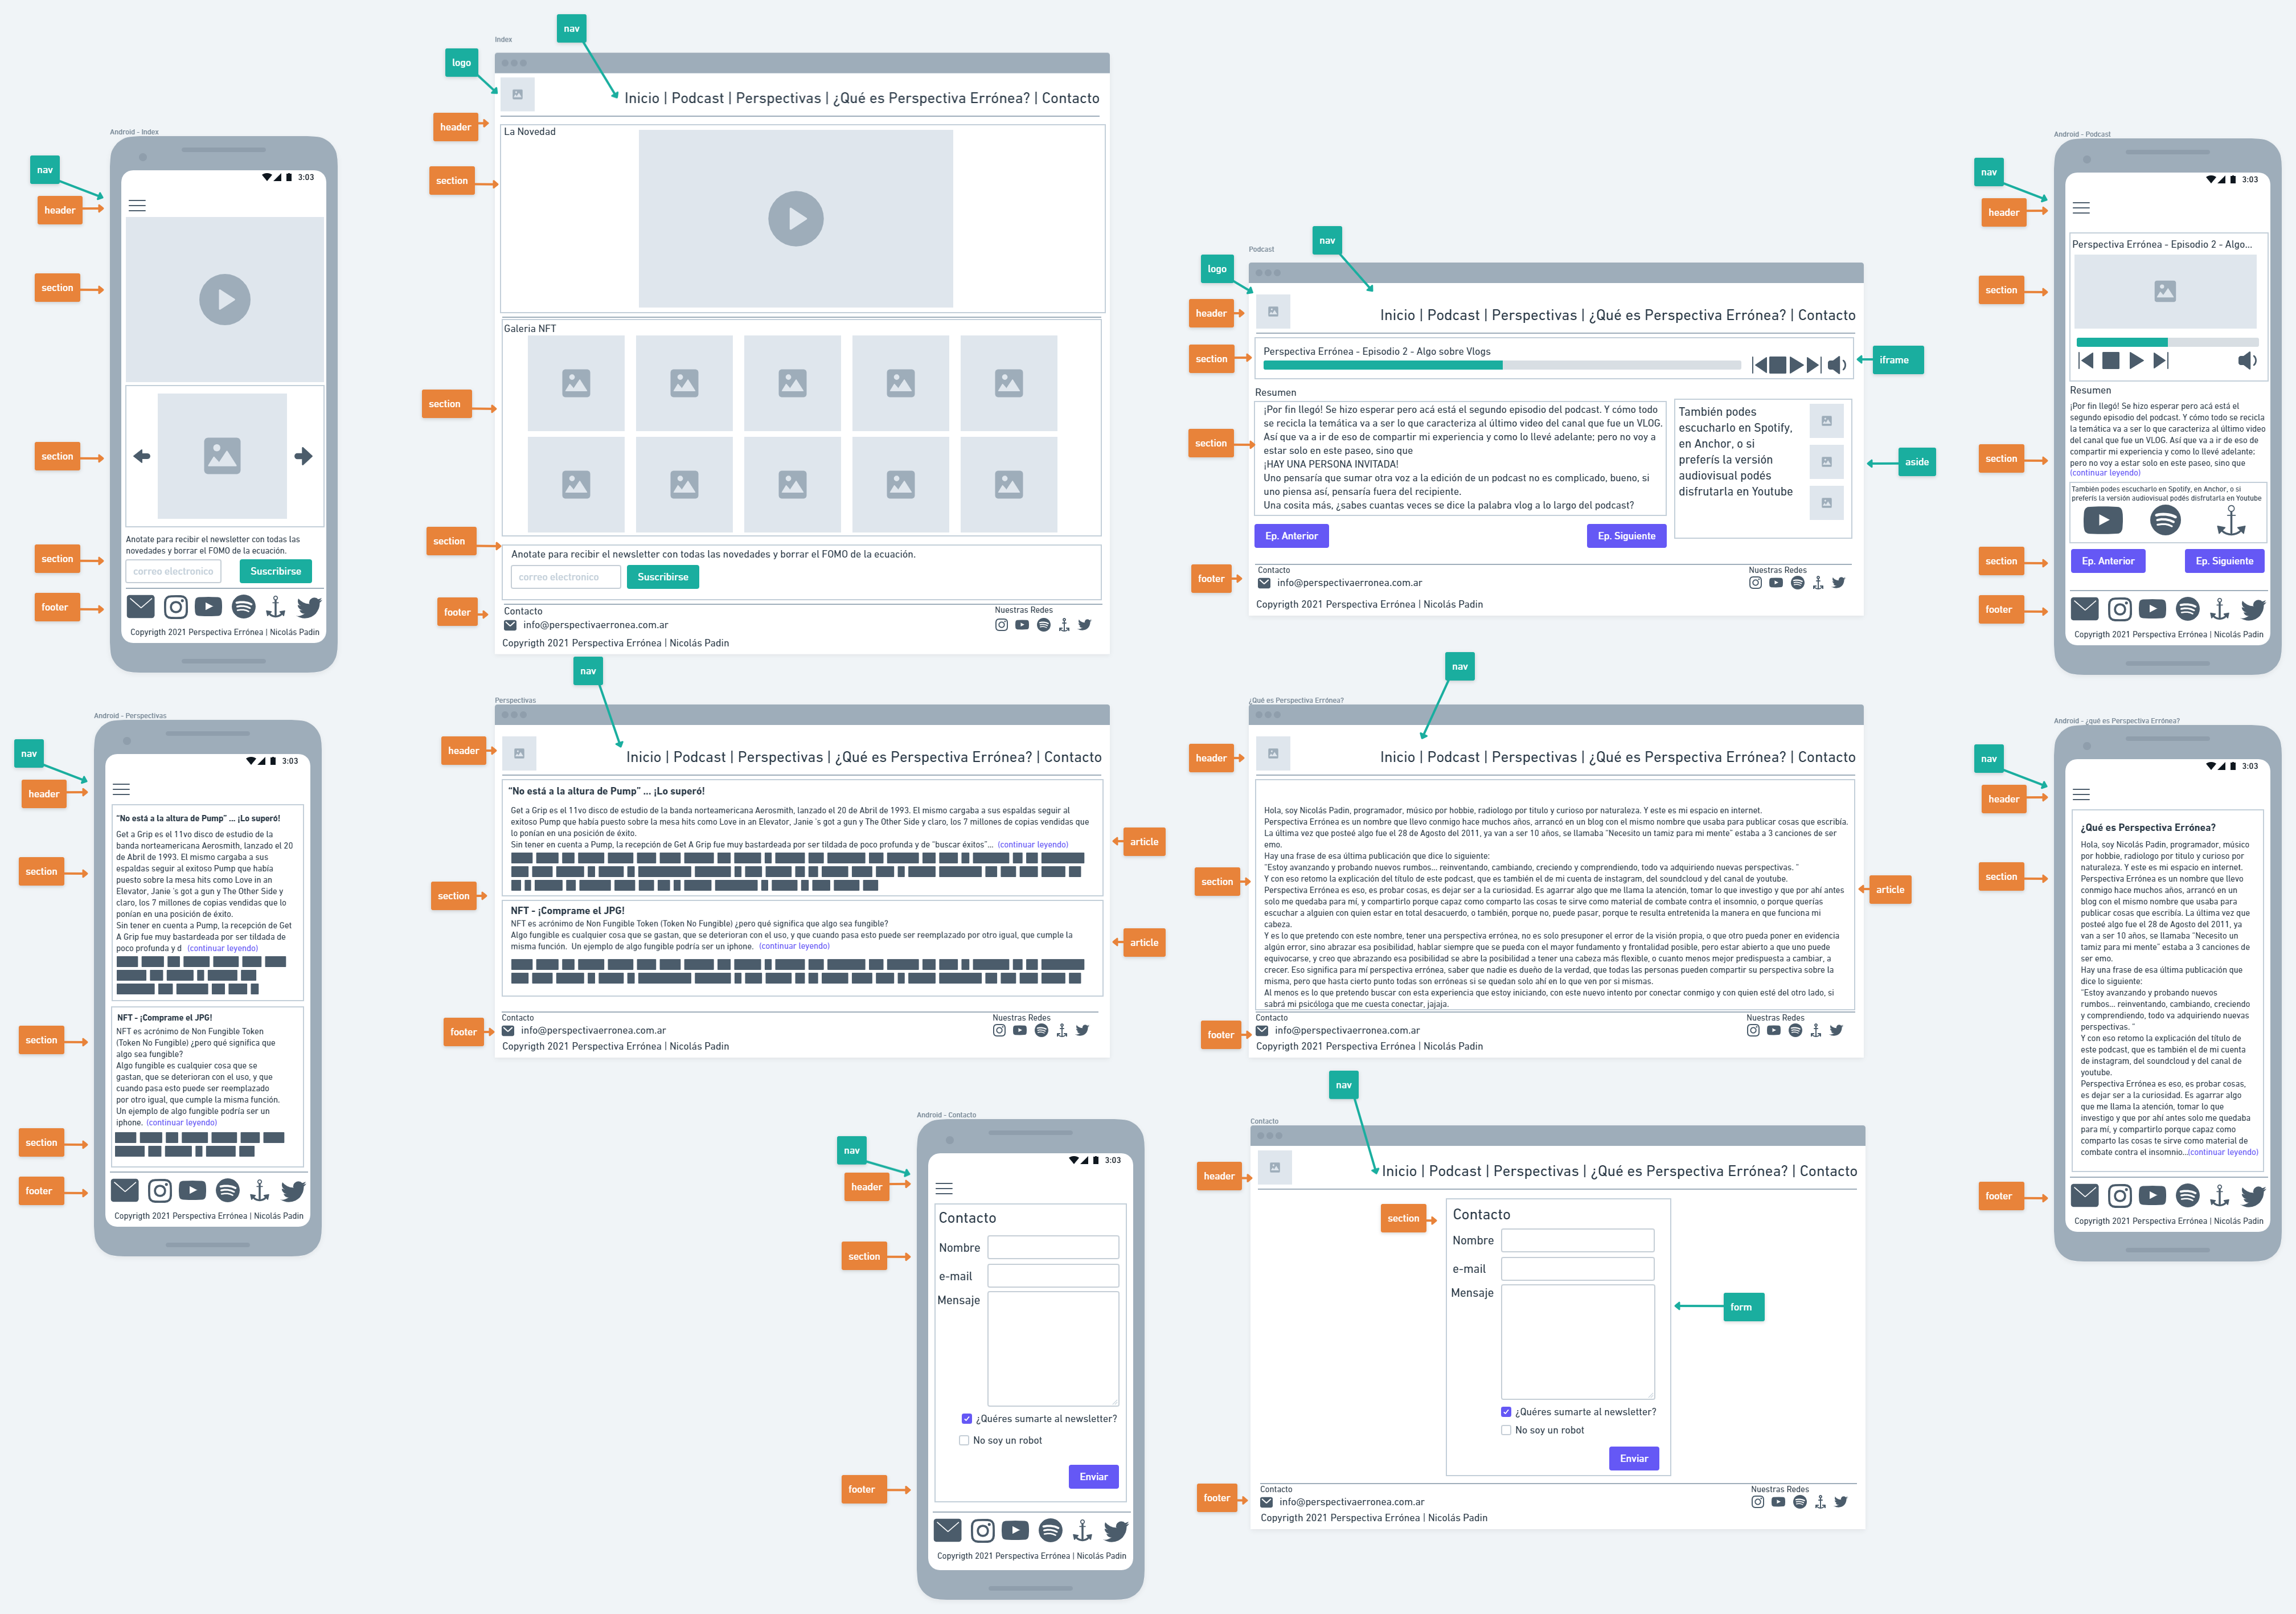 Android - Index
nav
header
section
section
section
footer
3:03
Anotate para recibir el newsletter con todas las
novedades y borrar el FOMO de la ecuación.
correo electronico
Suscribirse
Copyrigth 2021 Perspectiva Errónea | Nicolás Padin
Index
nav
logo
header
section
section
section
footer
Inicio | Podcast | Perspectivas | ¿Qué es Perspectiva Errónea? | Contacto
La Novedad
Galeria NFT
Anotate para recibir el newsletter con todas las novedades y borrar el FOMO de la ecuación.
correo electronico
Suscribirse
Contacto
info@perspectivaerronea.com.ar
Nuestras Redes
Copyrigth 2021 Perspectiva Errónea | Nicolás Padin
Podcast
nav
logo
header
section
section
footer
iframe
aside
Inicio | Podcast | Perspectivas | ¿Qué es Perspectiva Errónea? | Contacto
Perspectiva Errónea - Episodio 2 - Algo sobre Vlogs
Resumen
¡Por fin llegó! Se hizo esperar pero acá está el segundo episodio del podcast. Y cómo todo
se recicla la temática va a ser lo que caracteriza al último video del canal que fue un VLOG.
Así que va a ir de eso de compartir mi experiencia y como lo llevé adelante; pero no voy a
estar solo en este paseo, sino que
¡HAY UNA PERSONA INVITADA!
Uno pensaría que sumar otra voz a la edición de un podcast no es complicado, bueno, si
uno piensa así, pensaría fuera del recipiente.
Una cosita más, ¿sabes cuantas veces se dice la palabra vlog a lo largo del podcast?
También podes
escucharlo en Spotify,
en Anchor, o si
preferís la versión
audiovisual podés
disfrutarla en Youtube
Ep. Anterior
Ep. Siguiente
Contacto
info@perspectivaerronea.com.ar
Nuestras Redes
Copyrigth 2021 Perspectiva Errónea | Nicolás Padin
Android - Podcast
nav
header
section
section
section
footer
3:03
Perspectiva Errónea - Episodio 2 - Algo...
Resumen
¡Por fin llegó! Se hizo esperar pero acá está el
segundo episodio del podcast. Y cómo todo se recicla
la temática va a ser lo que caracteriza al último video
del canal que fue un VLOG. Así que va a ir de eso de
compartir mi experiencia y como lo llevé adelante;
pero no voy a estar solo en este paseo, sino que
(continuar leyendo)
También podes escucharlo en Spotify, en Anchor, o si
preferís la versión audiovisual podés disfrutarla en Youtube
Ep. Anterior
Ep. Siguiente
Copyrigth 2021 Perspectiva Errónea | Nicolás Padin
Android - Perspectivas
nav
header
section
section
section
footer
3:03
“No está a la altura de Pump” ... ¡Lo superó!
Get a Grip es el 11vo disco de estudio de la
banda norteamericana Aerosmith, lanzado el 20
de Abril de 1993. El mismo cargaba a sus
espaldas seguir al exitoso Pump que había
puesto sobre la mesa hits como Love in an
Elevator, Janie ´s got a gun y The Other Side y
claro, los 7 millones de copias vendidas que lo
ponían en una posición de éxito.
Sin tener en cuenta a Pump, la recepción de Get
A Grip fue muy bastardeada por ser tildada de
poco profunda y d (continuar leyendo)
NFT - ¡Comprame el JPG!
NFT es acrónimo de Non Fungible Token
(Token No Fungible) ¿pero qué significa que
algo sea fungible?
Algo fungible es cualquier cosa que se
gastan, que se deterioran con el uso, y que
cuando pasa esto puede ser reemplazado
por otro igual, que cumple la misma función.
Un ejemplo de algo fungible podría ser un
iphone. (continuar leyendo)
Copyrigth 2021 Perspectiva Errónea | Nicolás Padin
Perspectivas
nav
header
section
footer
article
article
Inicio | Podcast | Perspectivas | ¿Qué es Perspectiva Errónea? | Contacto
“No está a la altura de Pump” ... ¡Lo superó!
Get a Grip es el 11vo disco de estudio de la banda norteamericana Aerosmith, lanzado el 20 de Abril de 1993. El mismo cargaba a sus espaldas seguir al
exitoso Pump que había puesto sobre la mesa hits como Love in an Elevator, Janie ´s got a gun y The Other Side y claro, los 7 millones de copias vendidas que
lo ponían en una posición de éxito.
Sin tener en cuenta a Pump, la recepción de Get A Grip fue muy bastardeada por ser tildada de poco profunda y de “buscar éxitos”... (continuar leyendo)
NFT - ¡Comprame el JPG!
NFT es acrónimo de Non Fungible Token (Token No Fungible) ¿pero qué significa que algo sea fungible?
Algo fungible es cualquier cosa que se gastan, que se deterioran con el uso, y que cuando pasa esto puede ser reemplazado por otro igual, que cumple la
misma función. Un ejemplo de algo fungible podría ser un iphone. (continuar leyendo)
Contacto
info@perspectivaerronea.com.ar
Nuestras Redes
Copyrigth 2021 Perspectiva Errónea | Nicolás Padin
¿Qué es Perspectiva Errónea?
nav
header
section
footer
article
Inicio | Podcast | Perspectivas | ¿Qué es Perspectiva Errónea? | Contacto
Hola, soy Nicolás Padin, programador, músico por hobbie, radiologo por titulo y curioso por naturaleza. Y este es mi espacio en internet.
Perspectiva Errónea es un nombre que llevo conmigo hace muchos años, arrancó en un blog con el mismo nombre que usaba para publicar cosas que escribía.
La última vez que posteé algo fue el 28 de Agosto del 2011, ya van a ser 10 años, se llamaba “Necesito un tamiz para mi mente” estaba a 3 canciones de ser
emo.
Hay una frase de esa última publicación que dice lo siguiente:
“Estoy avanzando y probando nuevos rumbos... reinventando, cambiando, creciendo y comprendiendo, todo va adquiriendo nuevas perspectivas. ”
Y con eso retomo la explicación del título de este podcast, que es también el de mi cuenta de instagram, del soundcloud y del canal de youtube.
Perspectiva Errónea es eso, es probar cosas, es dejar ser a la curiosidad. Es agarrar algo que me llama la atención, tomar lo que investigo y que por ahí antes
solo me quedaba para mí, y compartirlo porque capaz como comparto las cosas te sirve como material de combate contra el insomnio, o porque querías
escuchar a alguien con quien estar en total desacuerdo, o también, porque no, puede pasar, porque te resulta entretenida la manera en que funciona mi
cabeza.
Y es lo que pretendo con este nombre, tener una perspectiva errónea, no es solo presuponer el error de la visión propia, o que otro pueda poner en evidencia
algún error, sino abrazar esa posibilidad, hablar siempre que se pueda con el mayor fundamento y frontalidad posible, pero estar abierto a que uno puede
equivocarse, y creo que abrazando esa posibilidad se abre la posibilidad a tener una cabeza más flexible, o cuanto menos mejor predispuesta a cambiar, a
crecer. Eso significa para mí perspectiva errónea, saber que nadie es dueño de la verdad, que todas las personas pueden compartir su perspectiva sobre la
misma, pero que hasta cierto punto todas son erróneas si se quedan solo ahí en lo que ven por si mismas.
Al menos es lo que pretendo buscar con esta experiencia que estoy iniciando, con este nuevo intento por conectar conmigo y con quien esté del otro lado, si
sabrá mi psicóloga que me cuesta conectar, jajaja.
Contacto
info@perspectivaerronea.com.ar
Nuestras Redes
Copyrigth 2021 Perspectiva Errónea | Nicolás Padin
Android - ¿qué es Perspectiva Errónea?
nav
header
section
footer
3:03
¿Qué es Perspectiva Errónea?
Hola, soy Nicolás Padin, programador, músico
por hobbie, radiologo por titulo y curioso por
naturaleza. Y este es mi espacio en internet.
Perspectiva Errónea es un nombre que llevo
conmigo hace muchos años, arrancó en un
blog con el mismo nombre que usaba para
publicar cosas que escribía. La última vez que
posteé algo fue el 28 de Agosto del 2011, ya
van a ser 10 años, se llamaba “Necesito un
tamiz para mi mente” estaba a 3 canciones de
ser emo.
Hay una frase de esa última publicación que
dice lo siguiente:
“Estoy avanzando y probando nuevos
rumbos... reinventando, cambiando, creciendo
y comprendiendo, todo va adquiriendo nuevas
perspectivas. ”
Y con eso retomo la explicación del título de
este podcast, que es también el de mi cuenta
de instagram, del soundcloud y del canal de
youtube.
Perspectiva Errónea es eso, es probar cosas,
es dejar ser a la curiosidad. Es agarrar algo
que me llama la atención, tomar lo que
investigo y que por ahí antes solo me quedaba
para mí, y compartirlo porque capaz como
comparto las cosas te sirve como material de
combate contra el insomnio...(continuar leyendo)
Copyrigth 2021 Perspectiva Errónea | Nicolás Padin
Android - Contacto
nav
header
section
footer
3:03
Contacto
Nombre
e-mail
Mensaje
¿Quéres sumarte al newsletter?
No soy un robot
Enviar
Copyrigth 2021 Perspectiva Errónea | Nicolás Padin
Contacto
nav
header
section
form
footer
Inicio | Podcast | Perspectivas | ¿Qué es Perspectiva Errónea? | Contacto
Contacto
Nombre
e-mail
Mensaje
¿Quéres sumarte al newsletter?
No soy un robot
Enviar
Contacto
info@perspectivaerronea.com.ar
Nuestras Redes
Copyrigth 2021 Perspectiva Errónea | Nicolás Padin